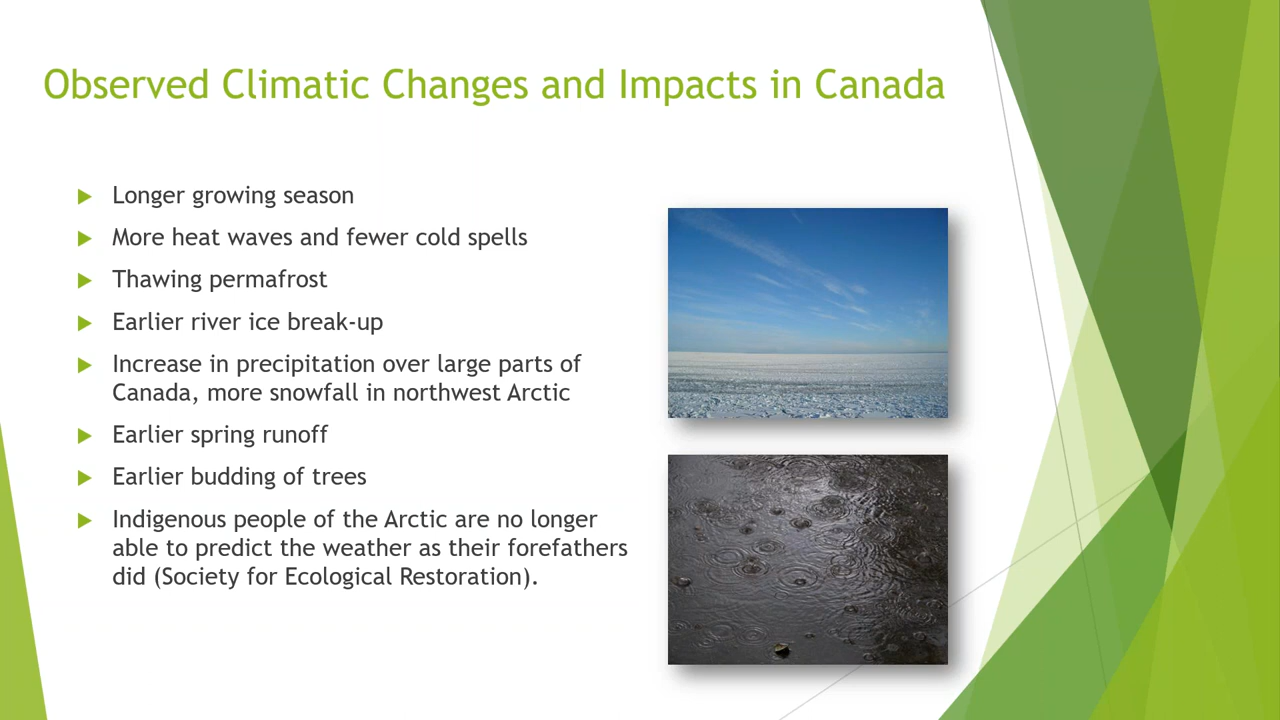 Observed Climatic Changes and Impacts in Canada
Longer growing season
More heat waves and fewer cold spells
Thawing permafrost
Earlier river ice break-up
Increase in precipitation over large parts of
Canada, more snowfall in northwest Arctic
Earlier spring runoff
Earlier budding of trees
Indigenous people of the Arctic are no longer
able to predict the weather as their forefathers
did (Society for Ecological Restoration).